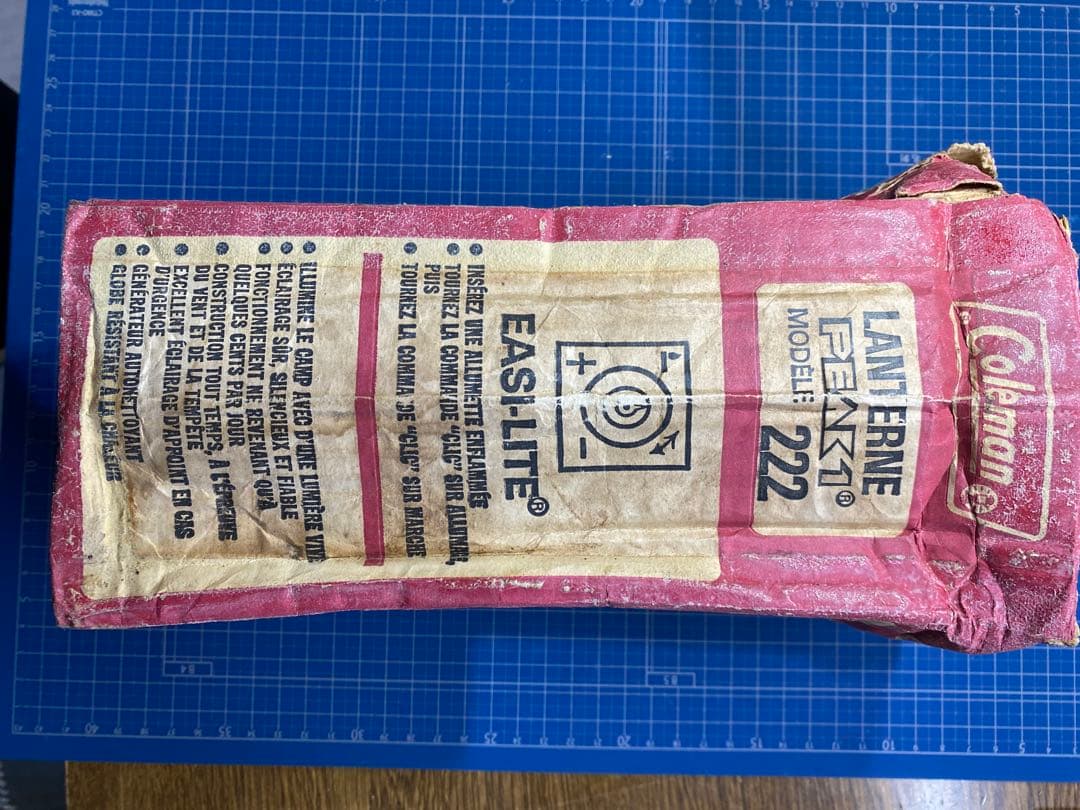 Coleman®
LANTERNE
PEAK 1®
MODÈLE 222
EASI-LITE®
• INSÉREZ UNE ALLUMETTE ENFLAMMÉE
• TOURNEZ LA COMMANDE "CLIC" SUR ALLUMER,
PUIS
• TOURNEZ LA COMMANDE "CLIC" SUR MARCHE
• ILLUMINE LE CAMP AVEC D'UNE LUMIÈRE VIVE
• ÉCLAIRAGE SÛR, SILENCIEUX ET FIABLE
• FONCTIONNEMENT NE REVENANT QU'À
QUELQUES CENTS PAR JOUR
• CONSTRUCTION TOUT TEMPS, À L'ÉPREUVE
DU VENT ET DE LA TEMPÊTE
• EXCELLENT ÉCLAIRAGE D'APPOINT EN CAS
D'URGENCE
• GÉNÉRATEUR AUTONETTOYANT
• GLOBE RÉSISTANT À LA CHALEUR